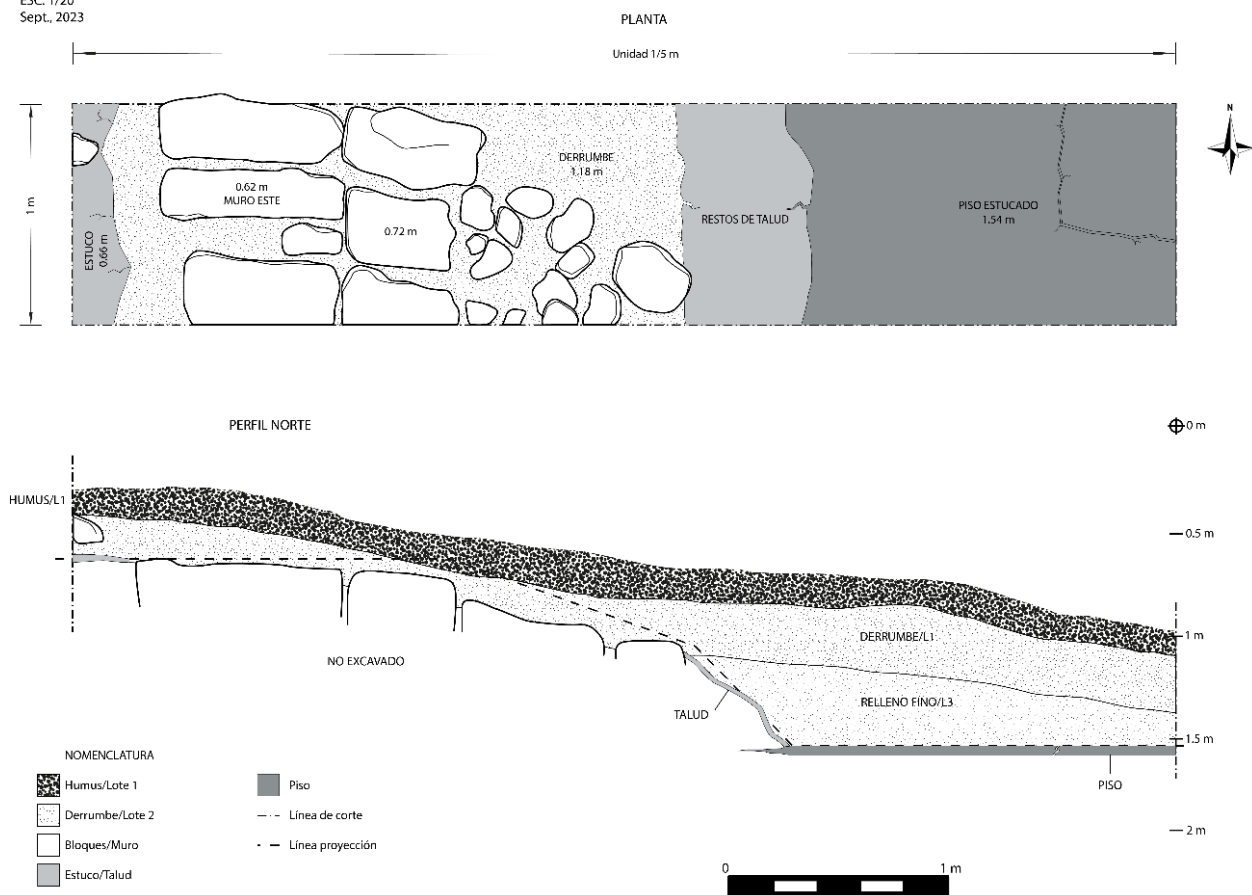 ESC. 1/20
Sept., 2023
PLANTA
Unidad 1/5 m
1 m
N
ESTUCO
0.66 m
0.62 m
MURO ESTE
0.72 m
DERRUMBE
1.18 m
RESTOS DE TALUD
PISO ESTUCADO
1.54 m
PERFIL NORTE
0 m
HUMUS/L1
0.5 m
1 m
DERRUMBE/L1
NO EXCAVADO
RELLENO FINO/L3
TALUD
1.5 m
PISO
2 m
NOMENCLATURA
Humus/Lote 1
Derrumbe/Lote 2
Bloques/Muro
Estuco/Talud
Piso
Línea de corte
Línea proyección
0
1 m